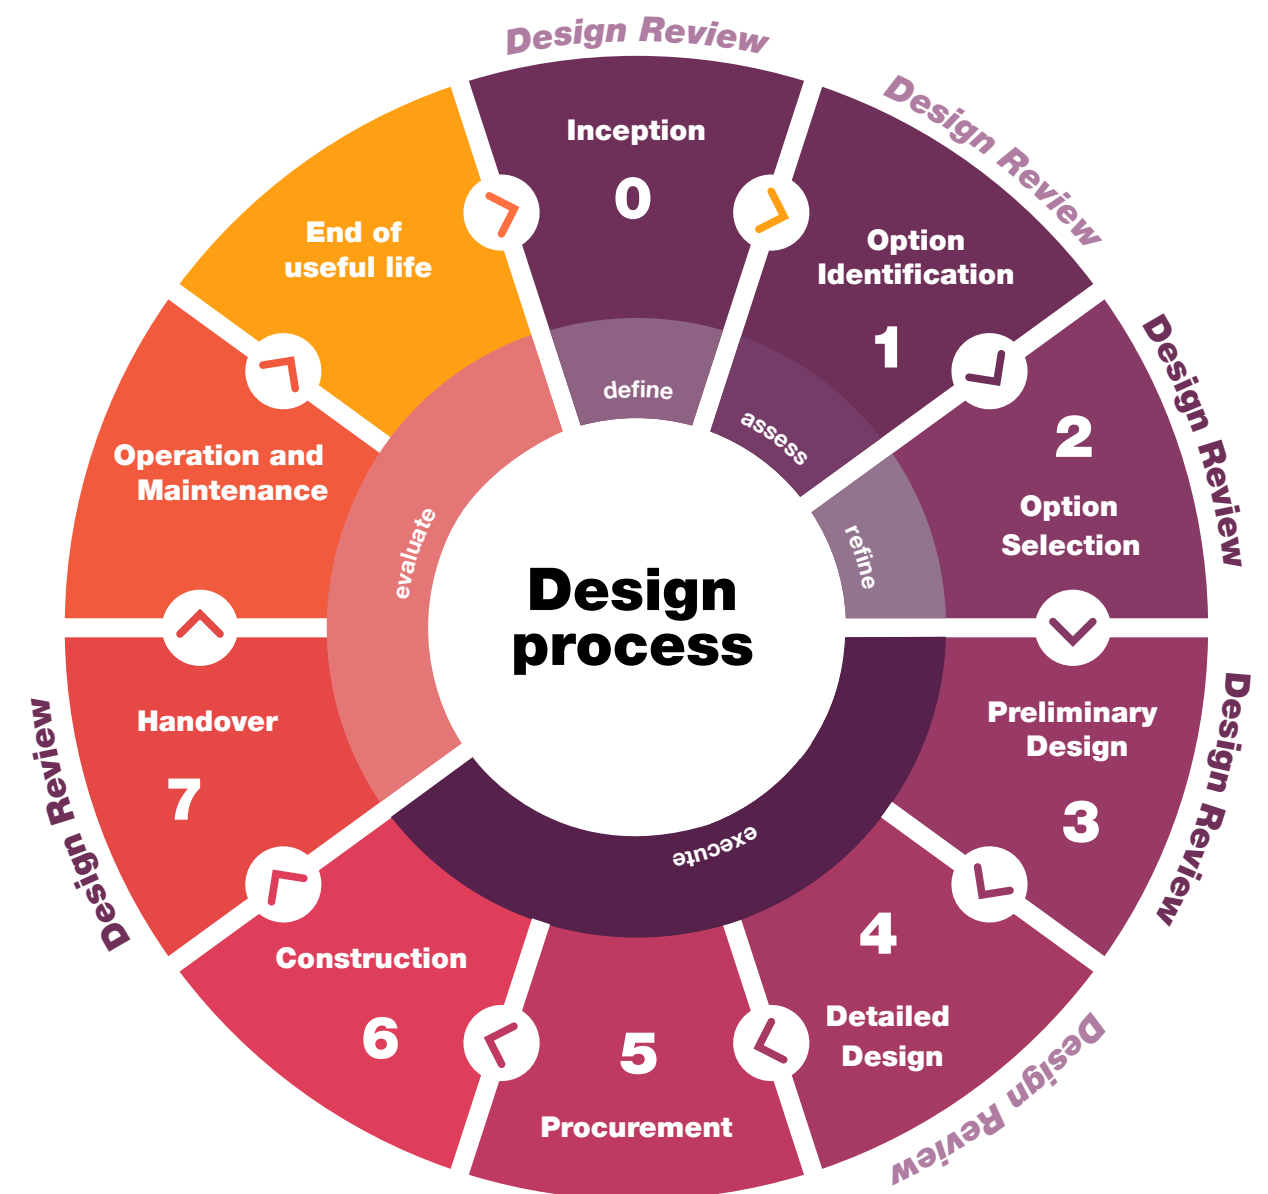 Design Review
Inception
0
define
Design Review
Option
Identification
1
assess
Design Review
2
Option
Selection
refine
Design Review
Preliminary
Design
3
Design Review
4
Detailed
Design
execute
5
Procurement
Construction
6
Design Review
Handover
7
evaluate
Operation and
Maintenance
End of
useful life
Design
process